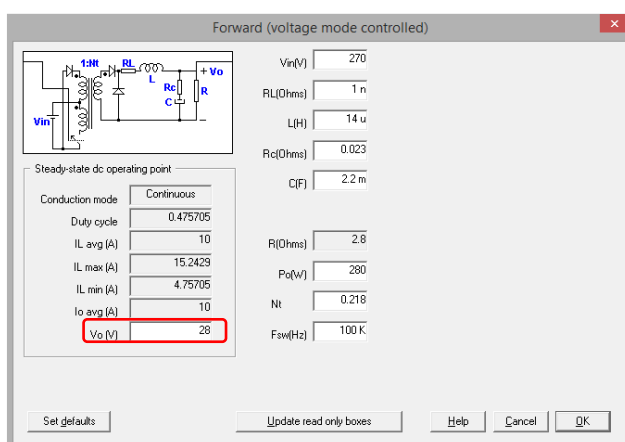 Forward (voltage mode controlled)
1:Nt RL L + Vo
Rc R
C
Vin
-
Vin(V) 270
RL(Ohms) 1 n
L(H) 14 u
Rc(Ohms) 0.023
C(F) 2.2 m
Steady-state dc operating point
Conduction mode Continuous
Duty cycle 0.475705
IL avg (A) 10
IL max (A) 15.2429
IL min (A) 4.75705
Io avg (A) 10
Vo (V) 28
R(Ohms) 2.8
Po(W) 280
Nt 0.218
Fsw(Hz) 100 K
Set defaults Update read only boxes Help Cancel OK